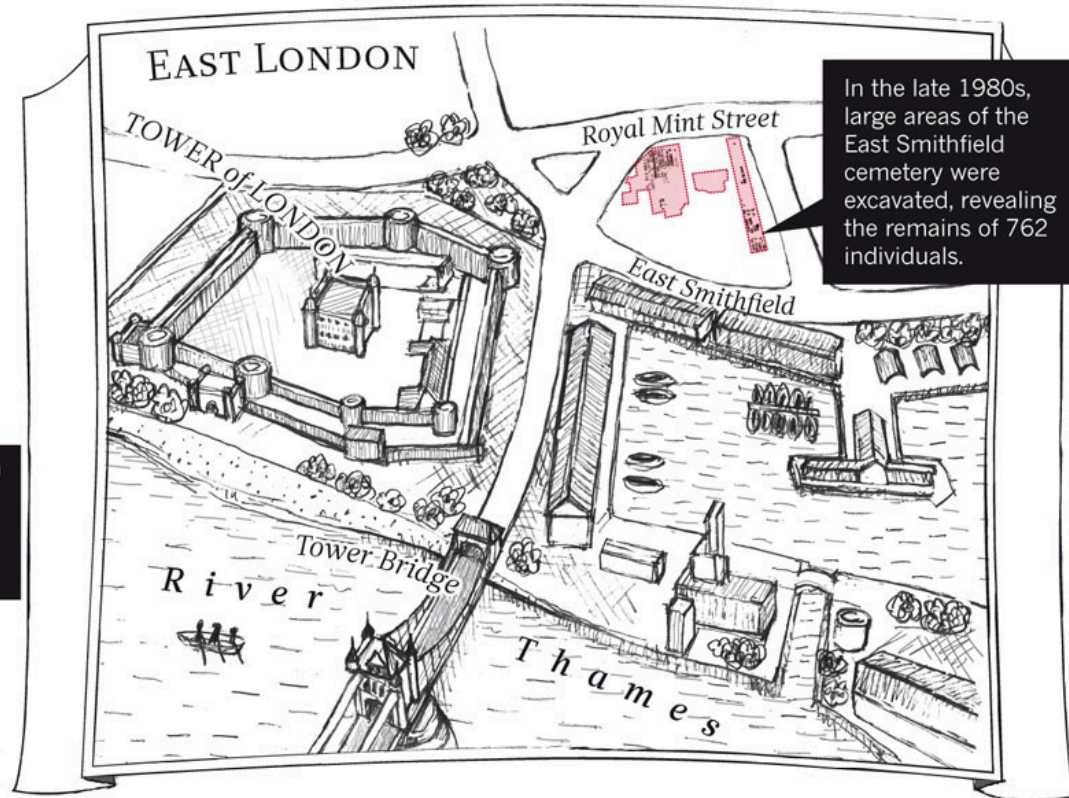 EAST LONDON
TOWER of LONDON
Royal Mint Street
In the late 1980s,
large areas of the
East Smithfield
cemetery were
excavated, revealing
the remains of 762
individuals.
East Smithfield
Tower Bridge
River
Thames